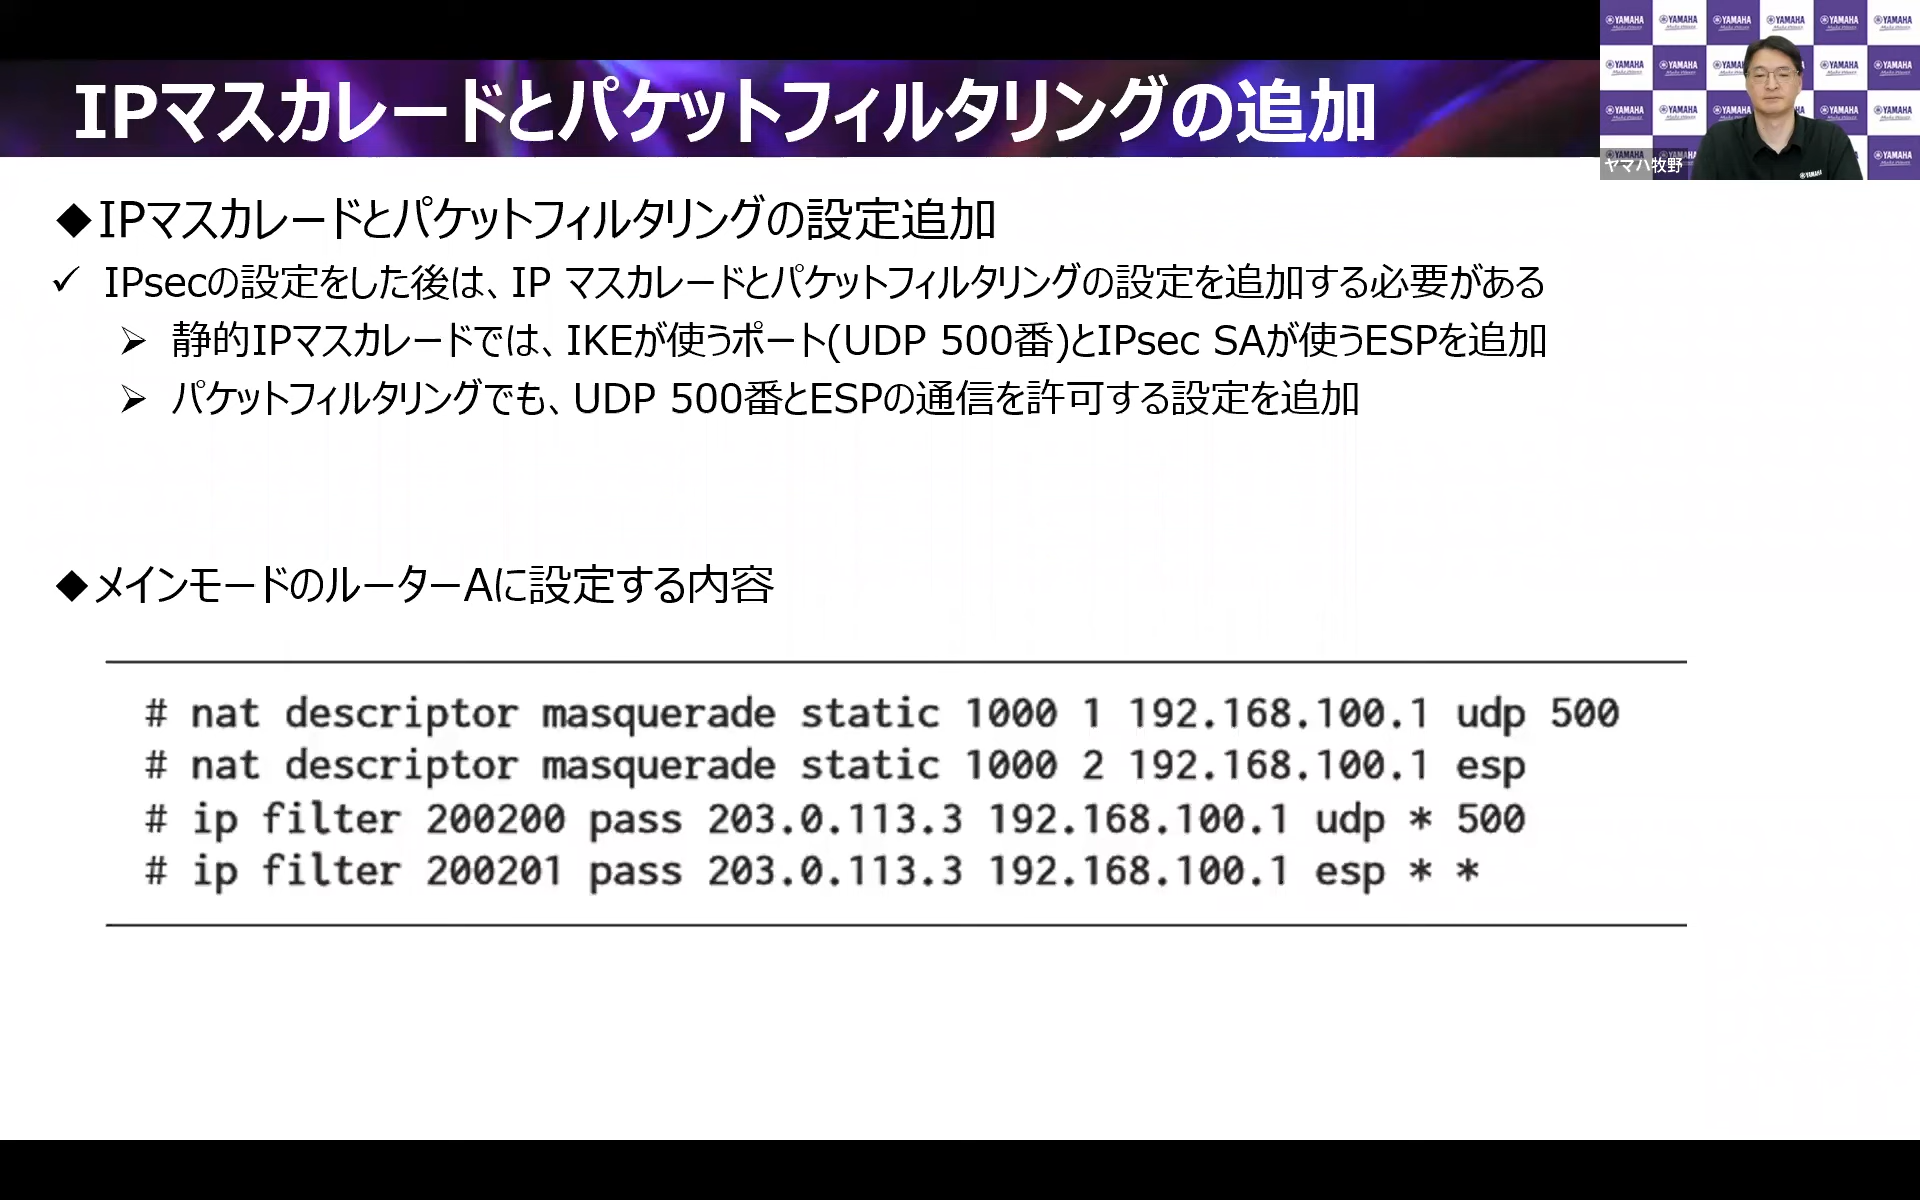 IPマスカレードとパケットフィルタリングの追加
YAMAHA
ヤマハ牧野
◆IPマスカレードとパケットフィルタリングの設定追加
✓ IPsecの設定をした後は、IP マスカレードとパケットフィルタリングの設定を追加する必要がある
➢ 静的IPマスカレードでは、IKEが使うポート(UDP 500番)とIPsec SAが使うESPを追加
➢ パケットフィルタリングでも、UDP 500番とESPの通信を許可する設定を追加
◆メインモードのルーターAに設定する内容
# nat descriptor masquerade static 1000 1 192.168.100.1 udp 500
# nat descriptor masquerade static 1000 2 192.168.100.1 esp
# ip filter 200200 pass 203.0.113.3 192.168.100.1 udp * 500
# ip filter 200201 pass 203.0.113.3 192.168.100.1 esp * *